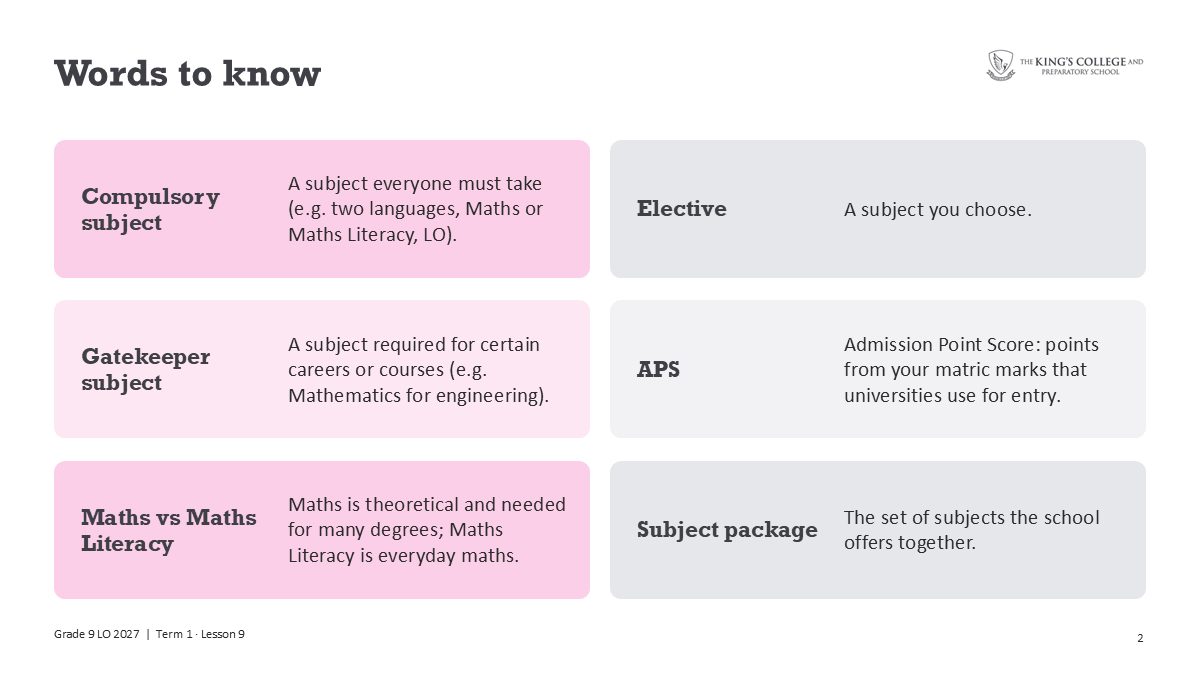 Words to know
THE KING'S COLLEGE AND
PREPARATORY SCHOOL
Compulsory
subject
A subject everyone must take
(e.g. two languages, Maths or
Maths Literacy, LO).
Elective
A subject you choose.
Gatekeeper
subject
A subject required for certain
careers or courses (e.g.
Mathematics for engineering).
APS
Admission Point Score: points
from your matric marks that
universities use for entry.
Maths vs Maths
Literacy
Maths is theoretical and needed
for many degrees; Maths
Literacy is everyday maths.
Subject package
The set of subjects the school
offers together.
Grade 9 LO 2027 | Term 1 · Lesson 9
2